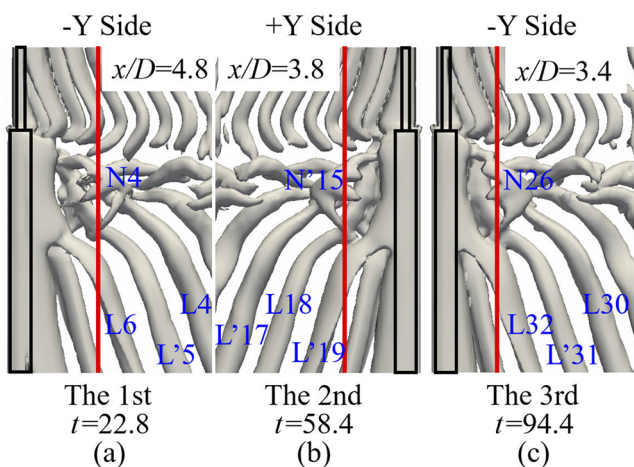 -Y Side
+Y Side
-Y Side
x/D=4.8
x/D=3.8
x/D=3.4
N4
N'15
N26
L4
L6
L'5
L18
L'17
L'19
L30
L32
L'31
The 1st
The 2nd
The 3rd
t=22.8
t=58.4
t=94.4
(a)
(b)
(c)